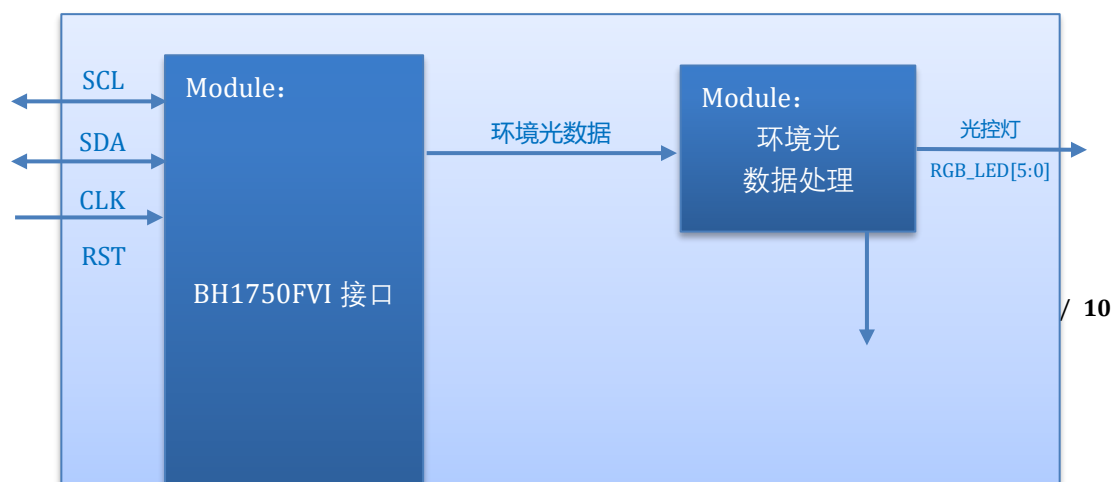 SCL
SDA
CLK
RST
Module：
BH1750FVI 接口
环境光数据
Module：
环境光
数据处理
光控灯
RGB_LED[5:0]
/ 10